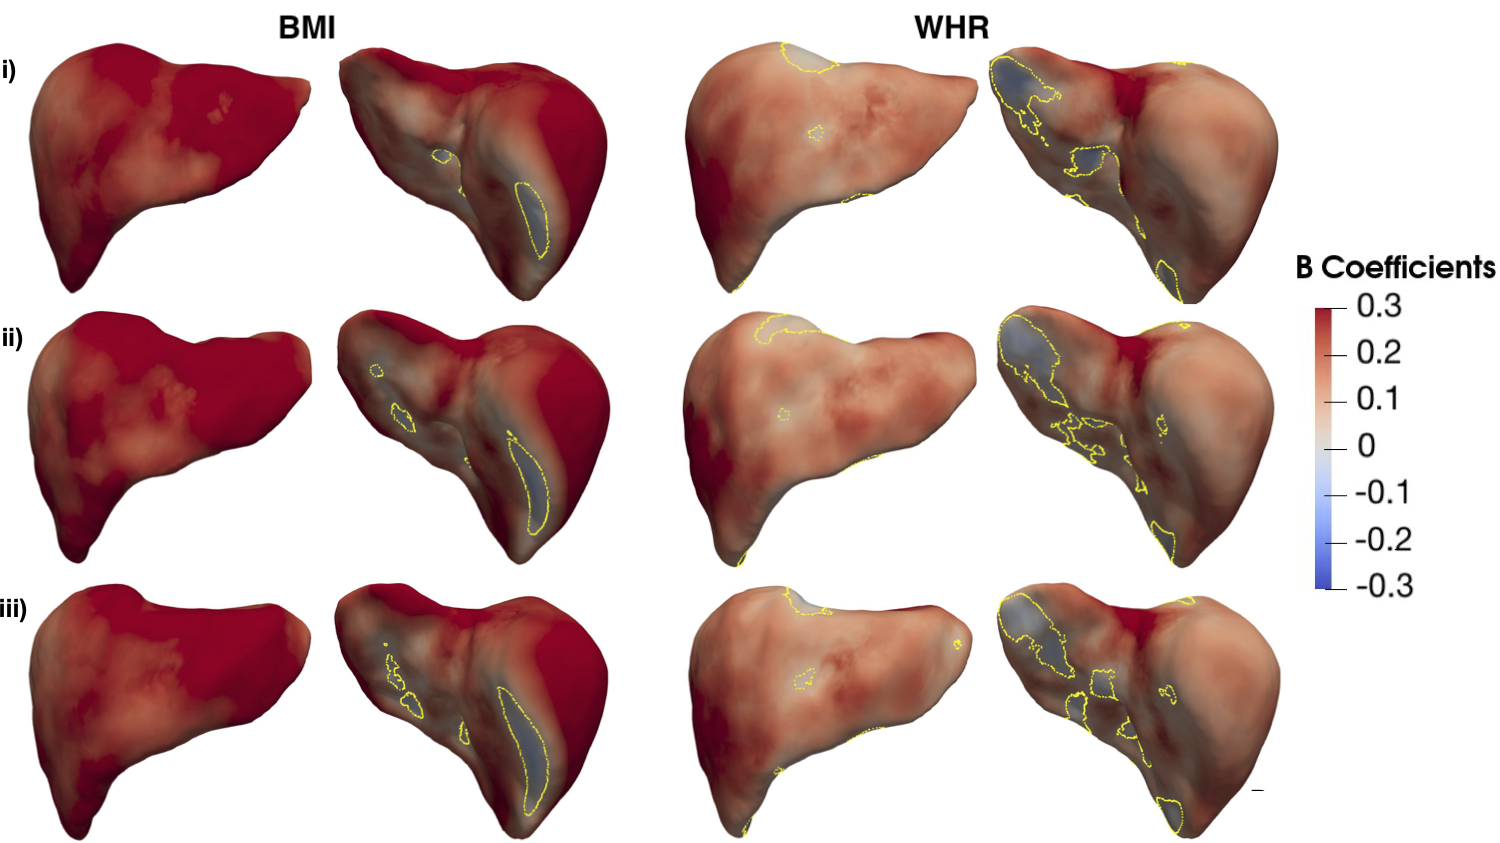 BMI
WHR
i)
ii)
iii)
B Coefficients
0.3
0.2
0.1
0
-0.1
-0.2
-0.3